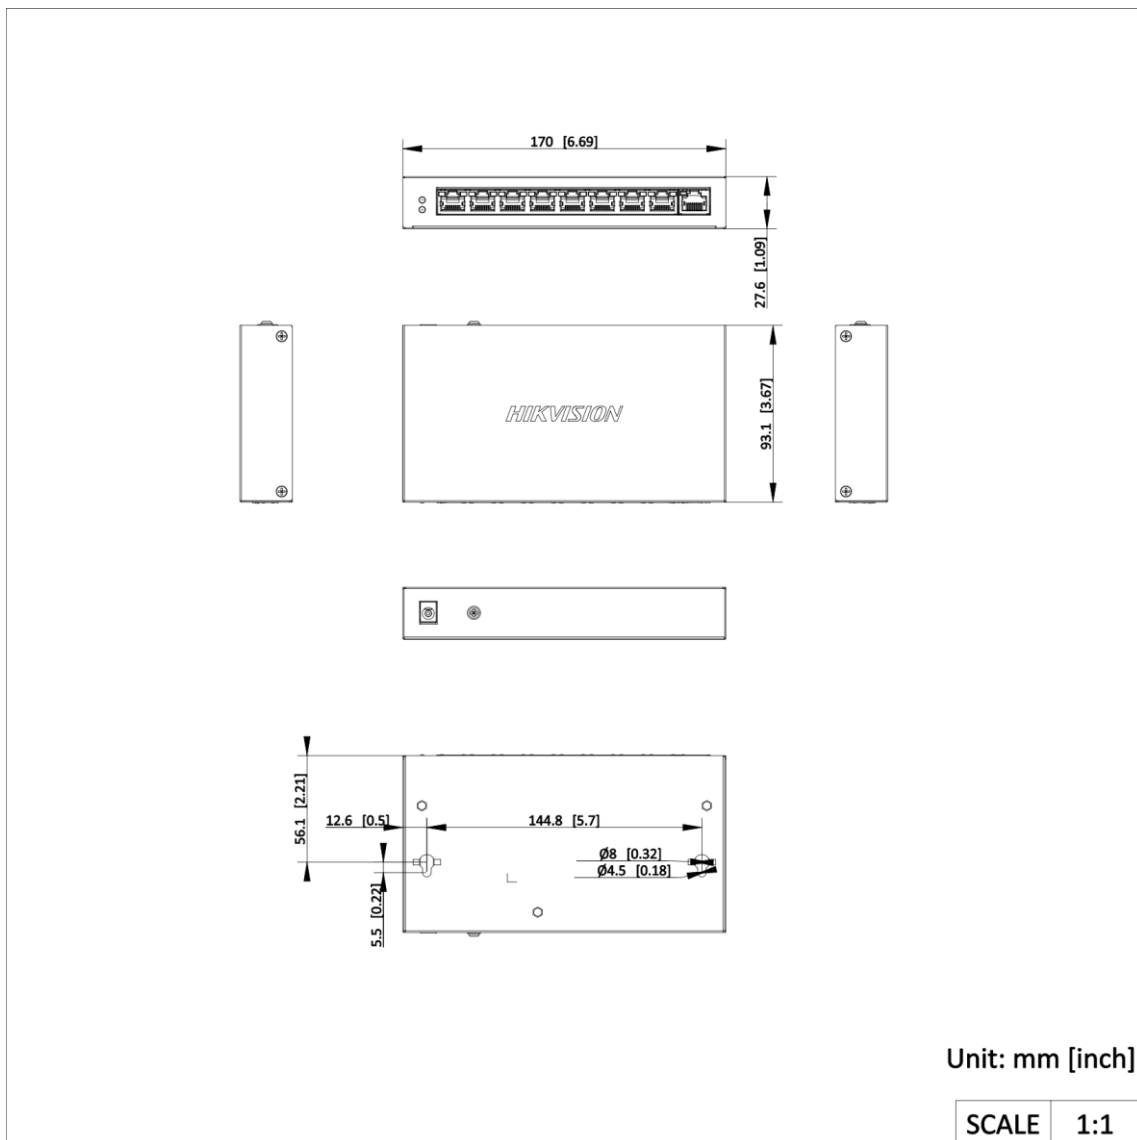 170 [6.69]
27.6 [1.09]
93.1 [3.67]
HIKVISION
56.1 [2.21]
12.6 [0.5]
144.8 [5.7]
Ø8 [0.32]
Ø4.5 [0.18]
5.5 [0.22]
Unit: mm [inch]
SCALE 1:1